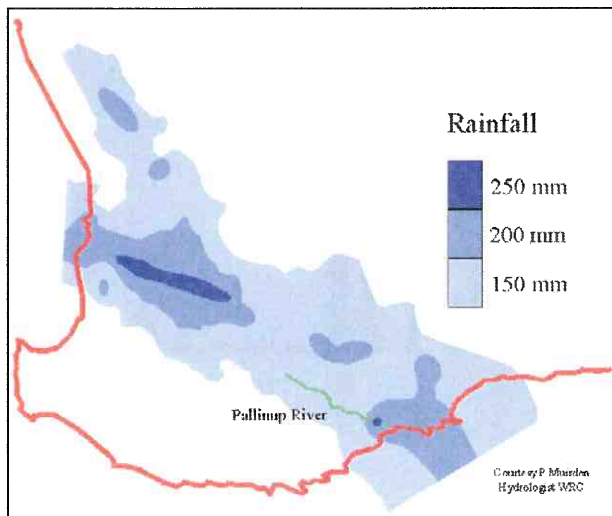 Rainfall
250 mm
200 mm
150 mm
Pallinup River
Courtesy P Muirden
Hydrologist WRC